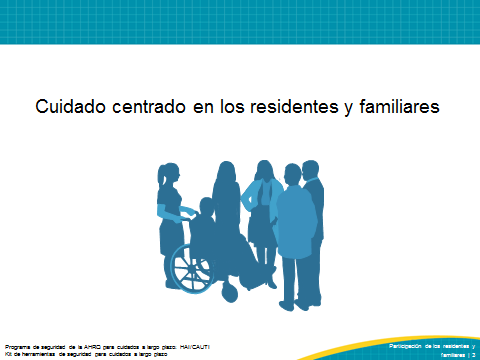 Cuidado centrado en los residentes y familiares
Programa de seguridad de la AHRQ para cuidados a largo plazo: HAI/CAUTI
Kit de herramientas de seguridad para cuidados a largo plazo
Participación de los residentes y
familiares | 3